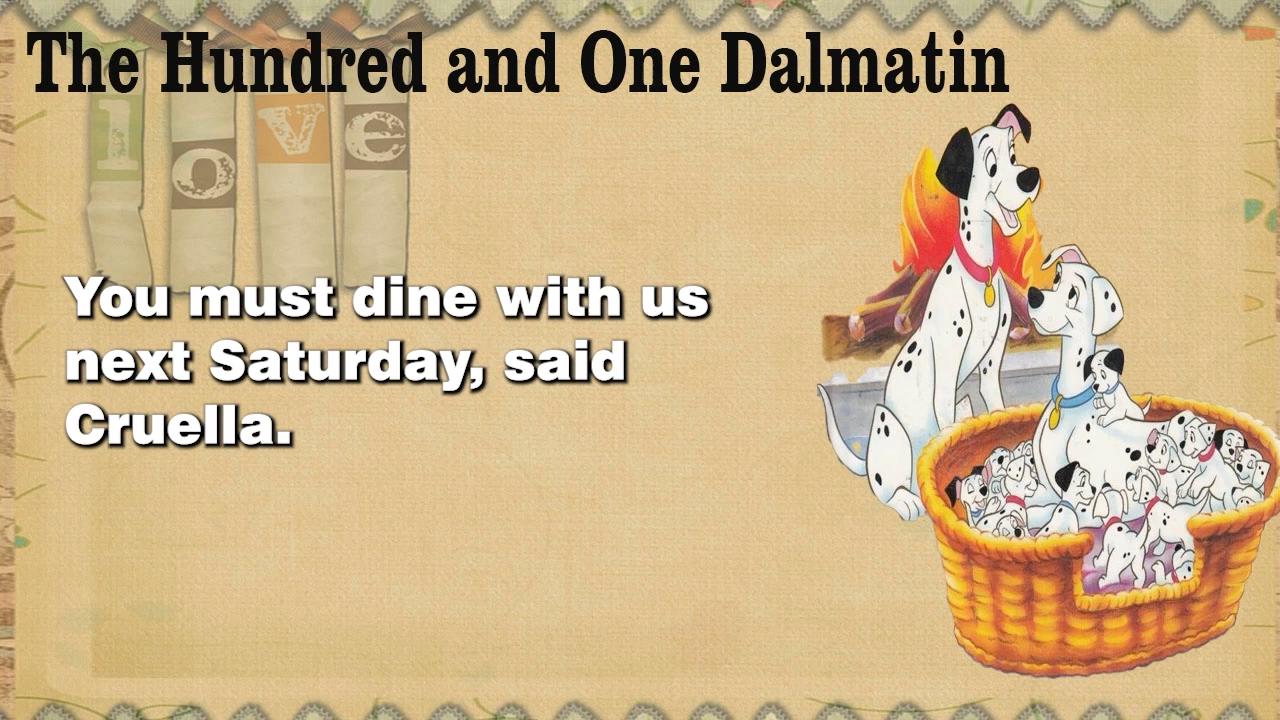 The Hundred and One Dalmatin
love
You must dine with us
next Saturday, said
Cruella.